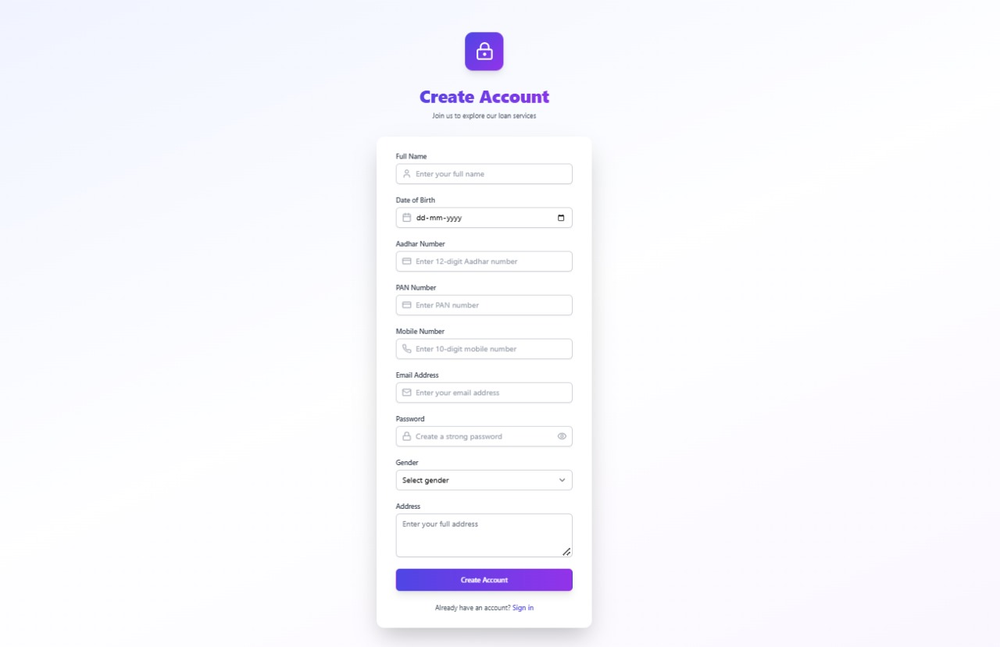 Create Account
Join us to explore our loan services
Full Name
Enter your full name
Date of Birth
dd-mm-yyyy
Aadhar Number
Enter 12-digit Aadhar number
PAN Number
Enter PAN number
Mobile Number
Enter 10-digit mobile number
Email Address
Enter your email address
Password
Create a strong password
Gender
Select gender
Address
Enter your full address
Create Account
Already have an account? Sign in